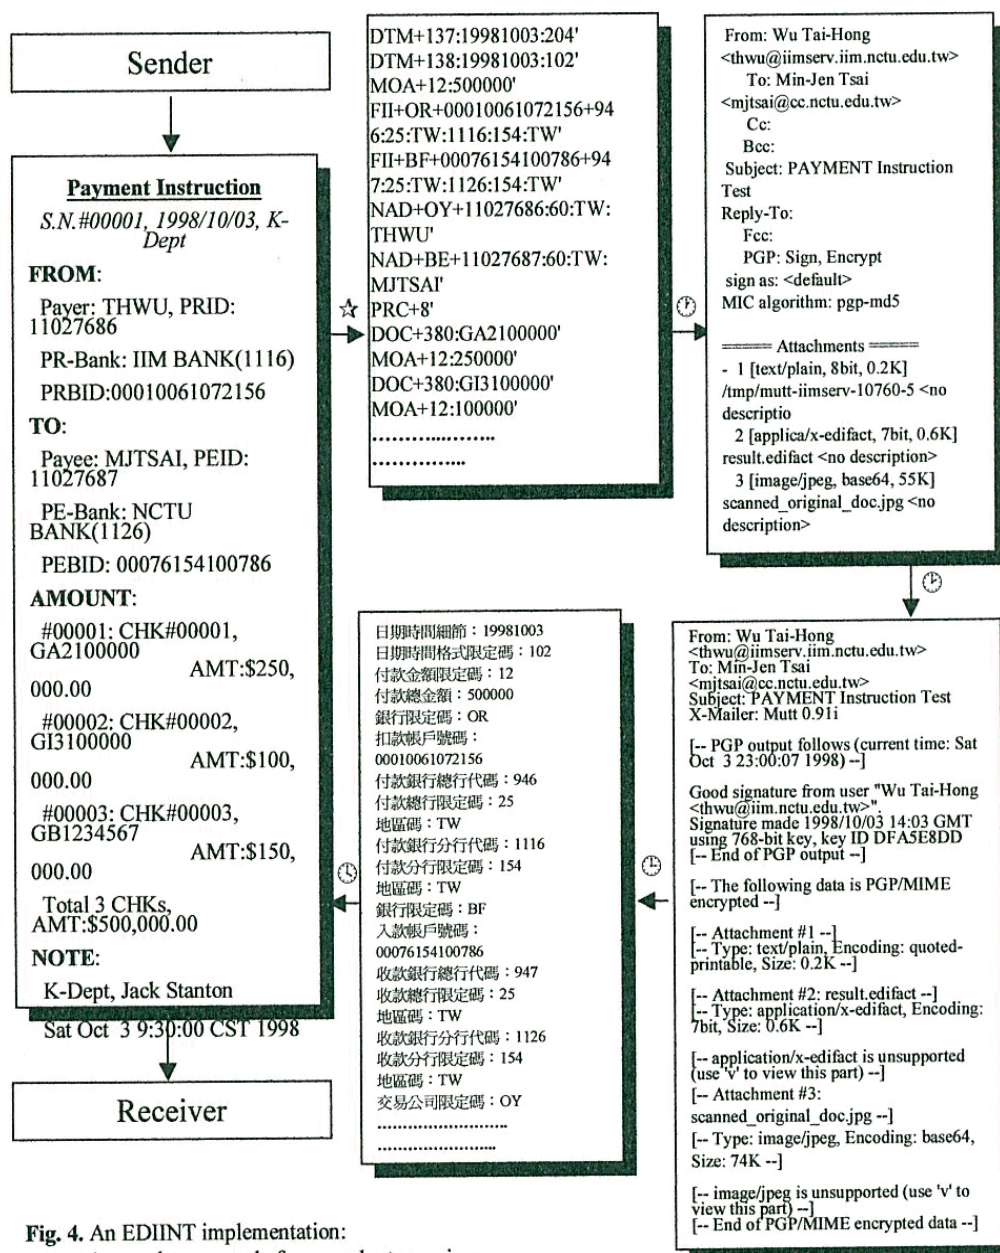 Sender
Payment Instruction
S.N.#00001, 1998/10/03, K-
Dept
FROM:
Payer: THWU, PRID:
11027686
PR-Bank: IIM BANK(1116)
PRBID:00010061072156
TO:
Payee: MJTSAI, PEID:
11027687
PE-Bank: NCTU
BANK(1126)
PEBID: 00076154100786
AMOUNT:
#00001: CHK#00001,
GA2100000
AMT:$250,
000.00
#00002: CHK#00002,
GI3100000
AMT:$100,
000.00
#00003: CHK#00003,
GB1234567
AMT:$150,
000.00
Total 3 CHKs,
AMT:$500,000.00
NOTE:
K-Dept, Jack Stanton
Sat Oct 3 9:30:00 CST 1998
Receiver
DTM+137:19981003:204'
DTM+138:19981003:102'
MOA+12:500000'
FII+OR+00010061072156+94
6:25:TW:1116:154:TW'
FII+BF+00076154100786+94
7:25:TW:1126:154:TW'
NAD+OY+11027686:60:TW:
THWU'
NAD+BE+11027687:60:TW:
MJTSAI'
PRC+8'
DOC+380:GA2100000'
MOA+12:250000'
DOC+380:GI3100000'
MOA+12:100000'
..................
...............
From: Wu Tai-Hong
<thwu@iimserv.iim.nctu.edu.tw>
To: Min-Jen Tsai
<mjtsai@cc.nctu.edu.tw>
Cc:
Bcc:
Subject: PAYMENT Instruction
Test
Reply-To:
Fcc:
PGP: Sign, Encrypt
sign as: <default>
MIC algorithm: pgp-md5
===== Attachments =====
- 1 [text/plain, 8bit, 0.2K]
/tmp/mutt-iimserv-10760-5 <no
descriptio
2 [applica/x-edifact, 7bit, 0.6K]
result.edifact <no description>
3 [image/jpeg, base64, 55K]
scanned_original_doc.jpg <no
description>
From: Wu Tai-Hong
<thwu@iimserv.iim.nctu.edu.tw>
To: Min-Jen Tsai
<mjtsai@cc.nctu.edu.tw>
Subject: PAYMENT Instruction Test
X-Mailer: Mutt 0.91i
[-- PGP output follows (current time: Sat
Oct 3 23:00:07 1998) --]
Good signature from user "Wu Tai-Hong
<thwu@iim.nctu.edu.tw>".
Signature made 1998/10/03 14:03 GMT
using 768-bit key, key ID DFA5E8DD
[-- End of PGP output --]
[-- The following data is PGP/MIME
encrypted --]
[-- Attachment #1 --]
[-- Type: text/plain, Encoding: quoted-
printable, Size: 0.2K --]
[-- Attachment #2: result.edifact --]
[-- Type: application/x-edifact, Encoding:
7bit, Size: 0.6K --]
[-- application/x-edifact is unsupported
(use 'v' to view this part) --]
[-- Attachment #3:
scanned_original_doc.jpg --]
[-- Type: image/jpeg, Encoding: base64,
Size: 74K --]
[-- image/jpeg is unsupported (use 'v' to
view this part) --]
[-- End of PGP/MIME encrypted data --]
日期時間細節：19981003
日期時間格式限定碼：102
付款金額限定碼：12
付款總金額：500000
銀行限定碼：OR
扣款帳戶號碼：
00010061072156
付款銀行總行代碼：946
付款總行限定碼：25
地區碼：TW
付款銀行分行代碼：1116
付款分行限定碼：154
地區碼：TW
銀行限定碼：BF
入款帳戶號碼：
00076154100786
收款銀行總行代碼：947
收款總行限定碼：25
地區碼：TW
收款銀行分行代碼：1126
收款分行限定碼：154
地區碼：TW
交易公司限定碼：OY
..........................
.......................
Fig. 4. An EDIINT implementation: